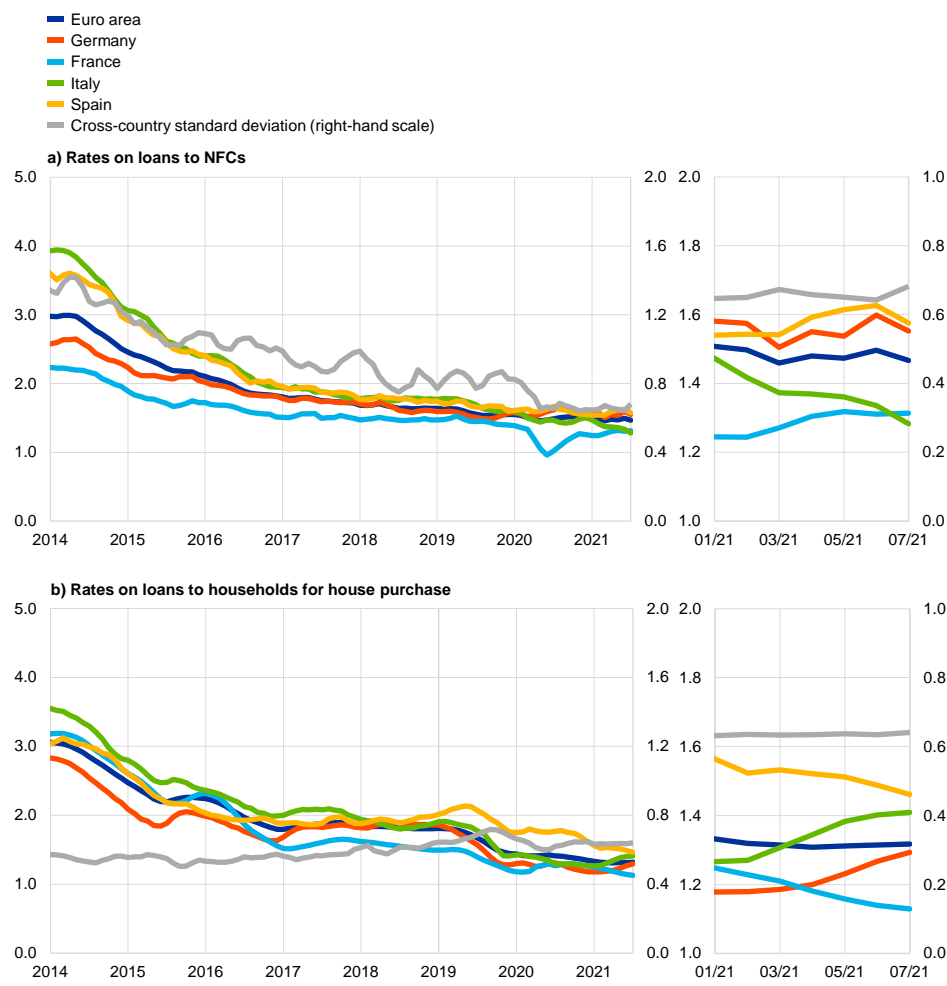 Euro area
Germany
France
Italy
Spain
Cross-country standard deviation (right-hand scale)
a) Rates on loans to NFCs
5.0 2.0 2.0 1.0
4.0 1.6 1.8 0.8
3.0 1.2 1.6 0.6
2.0 0.8 1.4 0.4
1.0 0.4 1.2 0.2
0.0 0.0 1.0 0.0
2014 2015 2016 2017 2018 2019 2020 2021 01/21 03/21 05/21 07/21
b) Rates on loans to households for house purchase
5.0 2.0 2.0 1.0
4.0 1.6 1.8 0.8
3.0 1.2 1.6 0.6
2.0 0.8 1.4 0.4
1.0 0.4 1.2 0.2
0.0 0.0 1.0 0.0
2014 2015 2016 2017 2018 2019 2020 2021 01/21 03/21 05/21 07/21